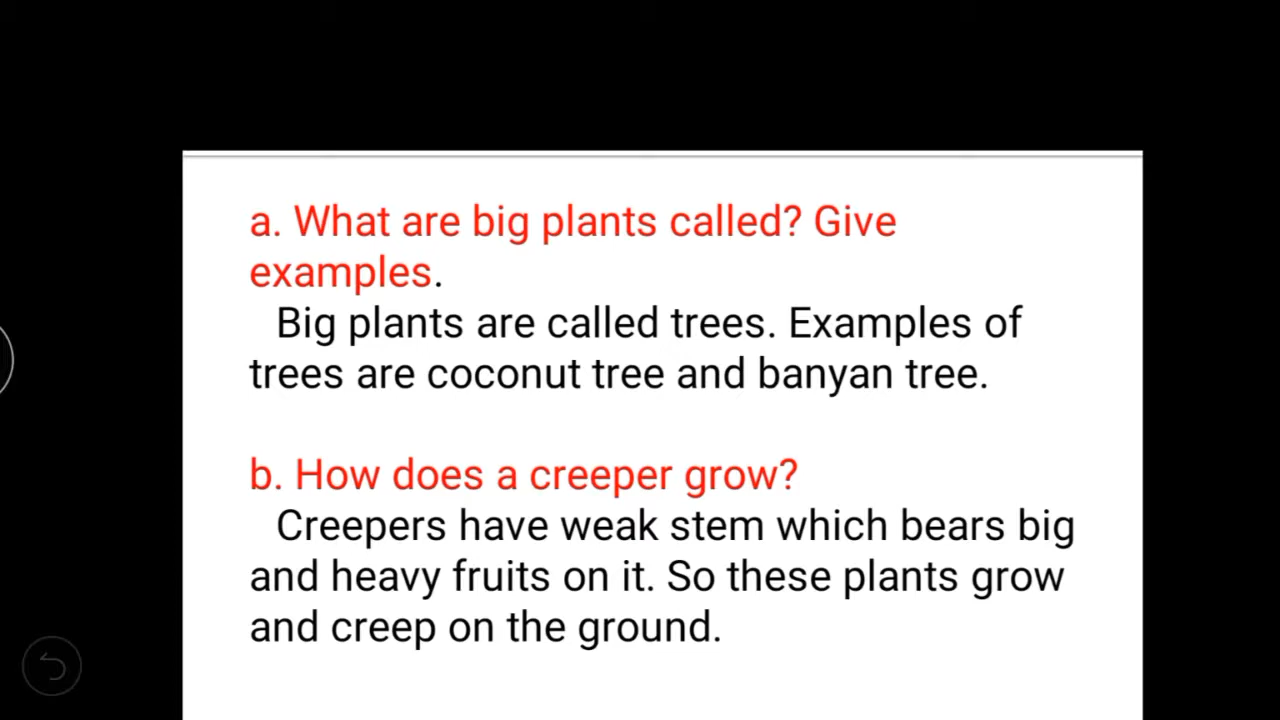 a. What are big plants called? Give
examples.
Big plants are called trees. Examples of
trees are coconut tree and banyan tree.
b. How does a creeper grow?
Creepers have weak stem which bears big
and heavy fruits on it. So these plants grow
and creep on the ground.